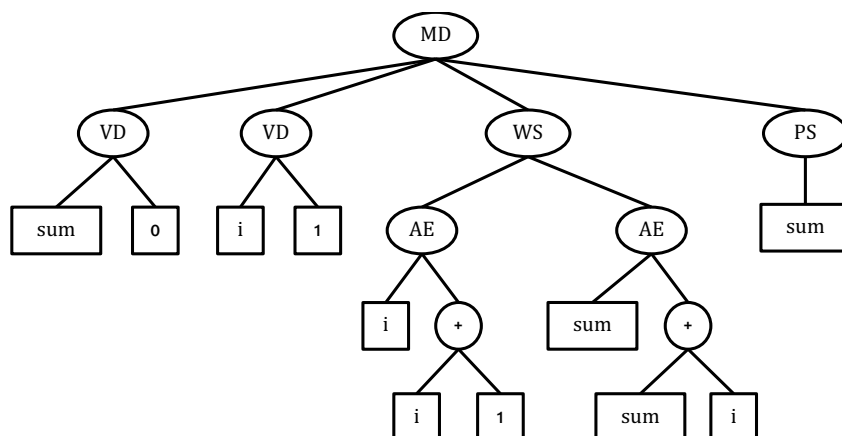 MD
VD VD WS PS
sum 0 i 1 AE AE sum
i + sum +
i 1 sum i